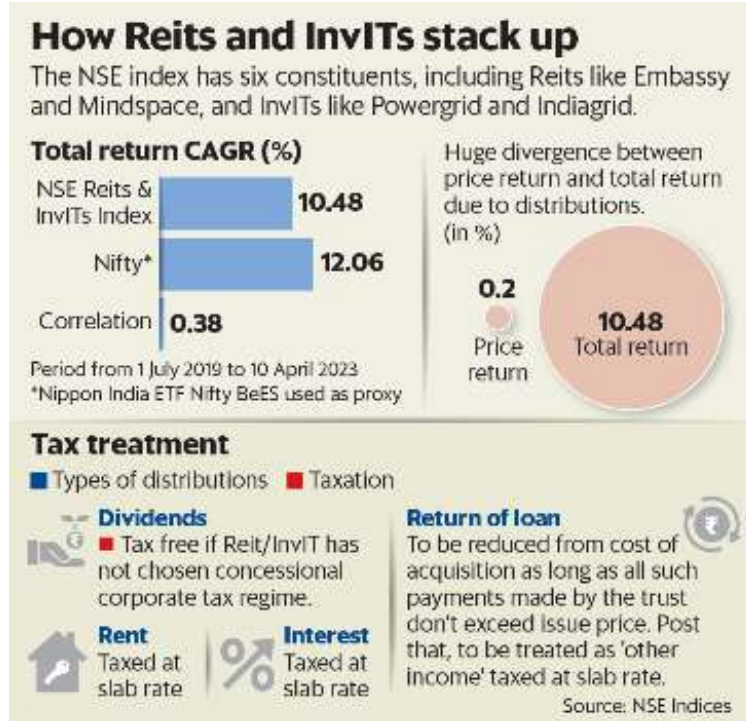 How Reits and InvITs stack up
The NSE index has six constituents, including Reits like Embassy
and Mindspace, and InvITs like Powergrid and Indiagrid.
Total return CAGR (%)
NSE Reits &
InvITs Index
10.48
Nifty*
12.06
Correlation
0.38
Period from 1 July 2019 to 10 April 2023
*Nippon India ETF Nifty BeES used as proxy
Huge divergence between
price return and total return
due to distributions.
(in %)
0.2
Price
return
10.48
Total return
Tax treatment
Types of distributions
Taxation
Dividends
Tax free if Reit/InvIT has
not chosen concessional
corporate tax regime.
Rent
Taxed at
slab rate
Interest
Taxed at
slab rate
Return of loan
To be reduced from cost of
acquisition as long as all such
payments made by the trust
don't exceed issue price. Post
that, to be treated as 'other
income' taxed at slab rate.
Source: NSE Indices